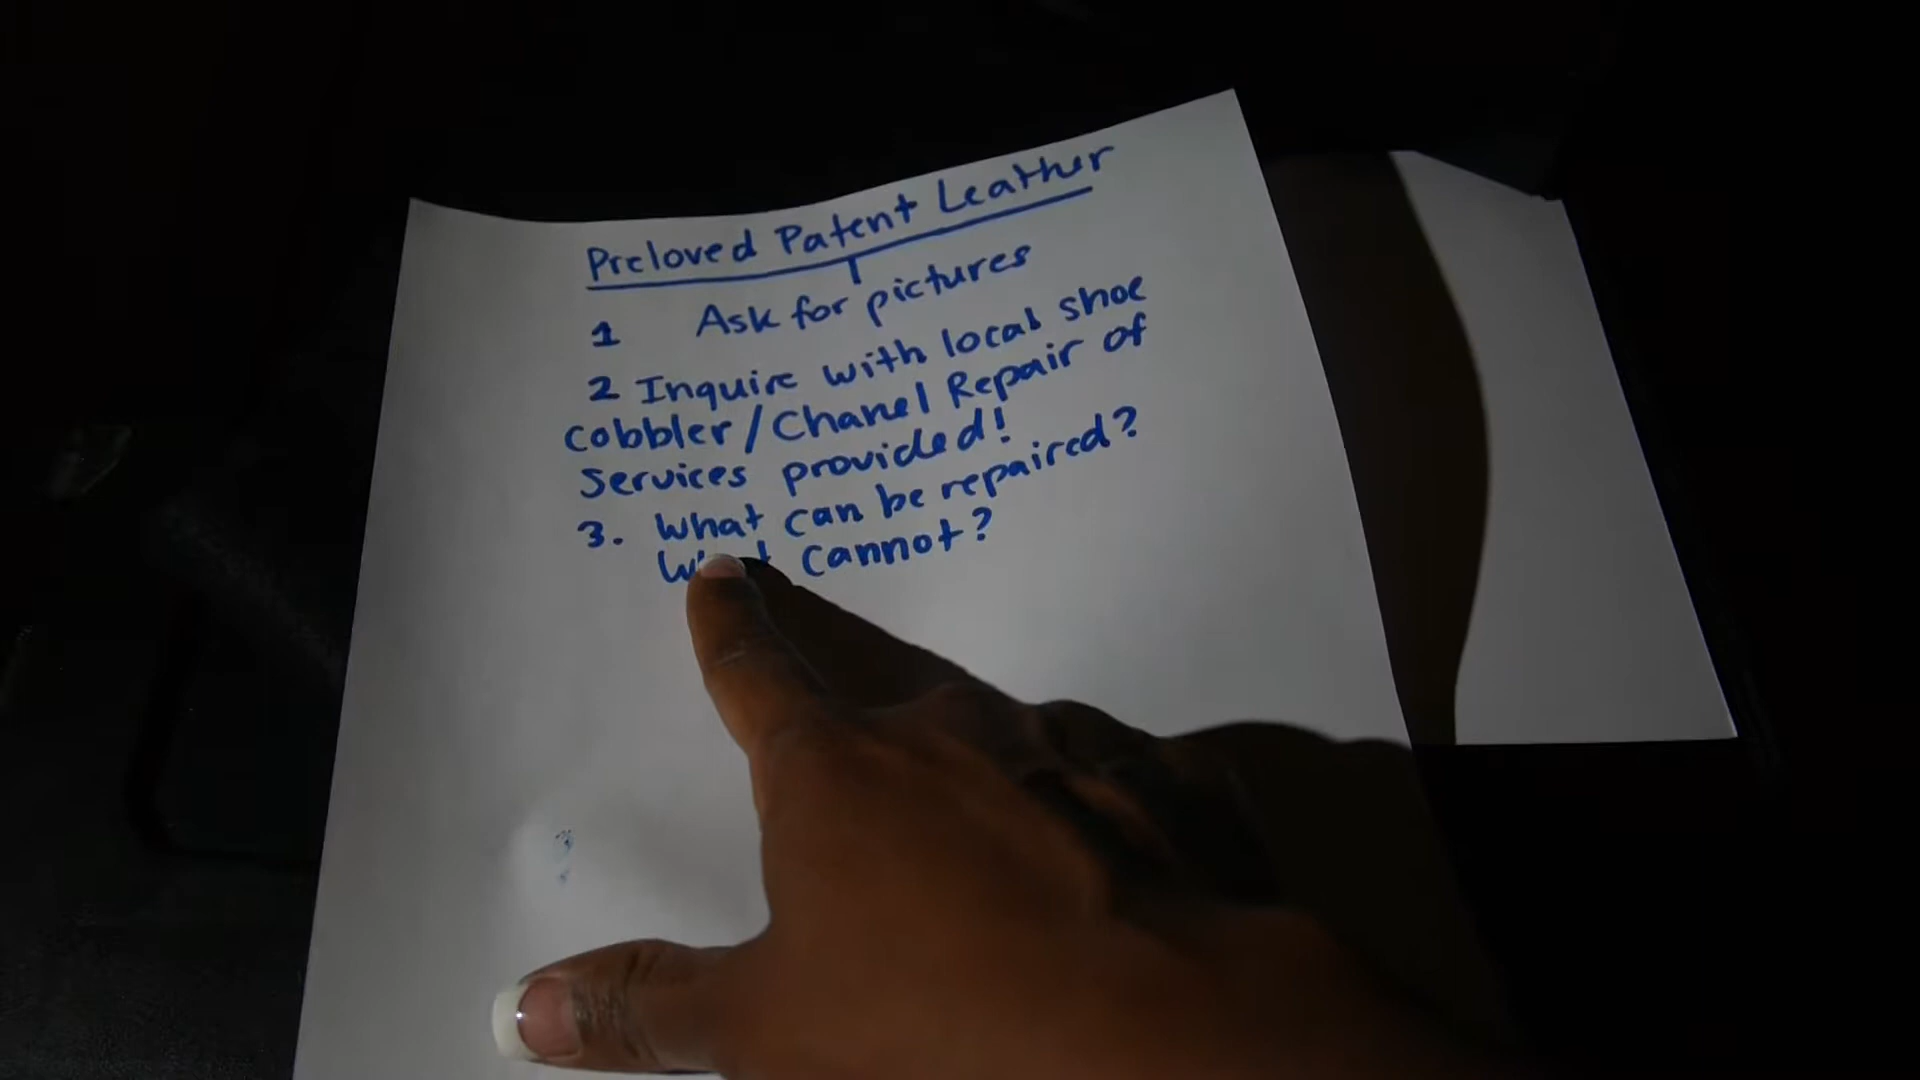 Preloved Patent Leather
1 Ask for pictures
2 Inquire with local shoe
cobbler/Chanel Repair of
Services provided!
3. What can be repaired?
cannot?